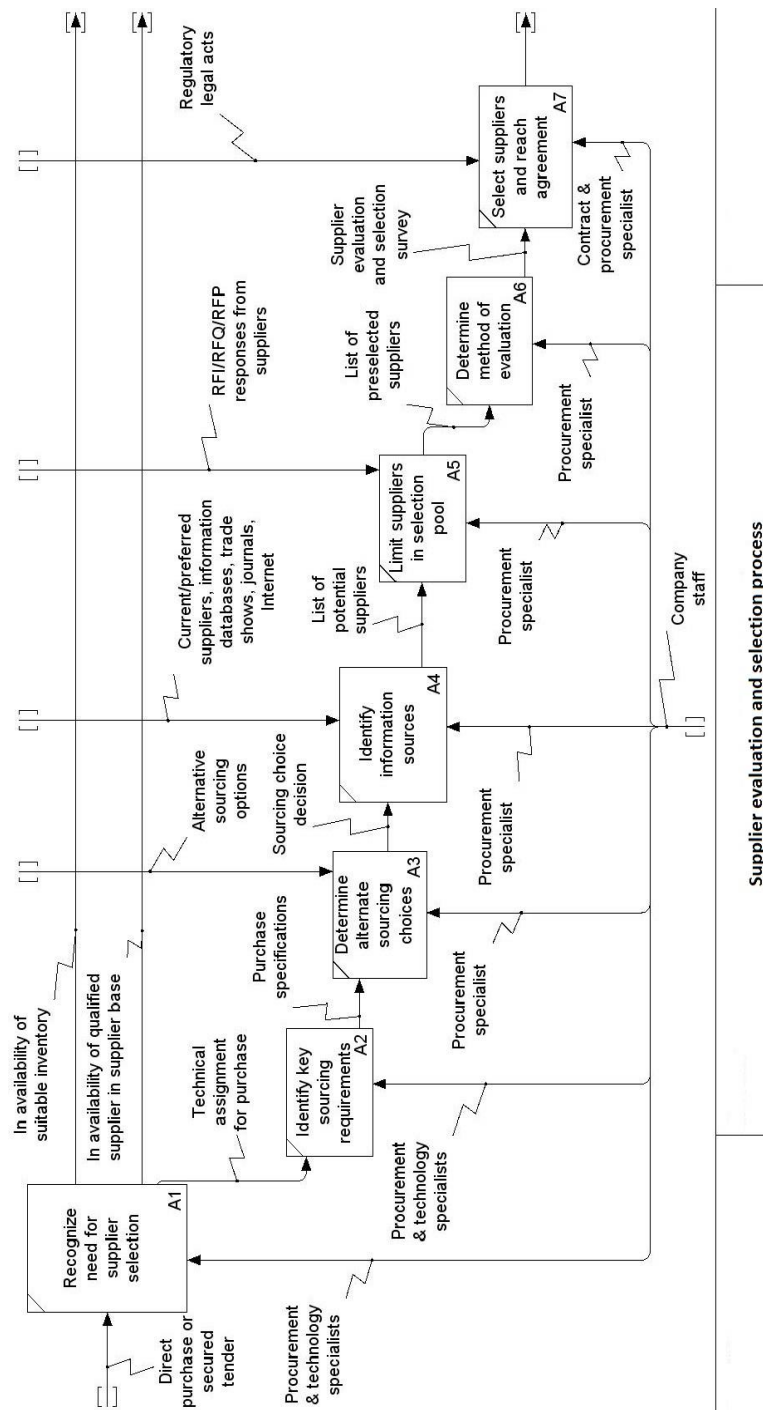 In availability of
suitable inventory
In availability of qualified
supplier in supplier base
Regulatory
legal acts
RFI/RFQ/RFP
responses from
suppliers
Current/preferred
suppliers, information
databases, trade
shows, journals,
Internet
Alternative
sourcing
options
Direct
purchase or
secured
tender
Recognize
need for
supplier
selection
A1
Technical
assignment
for purchase
Identify key
sourcing
requirements
A2
Purchase
specifications
Determine
alternate
sourcing
choices
A3
Sourcing choice
decision
Identify
information
sources
A4
List of
potential
suppliers
Limit suppliers
in selection
pool
A5
List of
preselected
suppliers
Determine
method of
evaluation
A6
Supplier
evaluation
and selection
survey
Select suppliers
and reach
agreement
A7
Procurement
& technology
specialists
Procurement
& technology
specialists
Procurement
specialist
Procurement
specialist
Procurement
specialist
Procurement
specialist
Contract &
procurement
specialist
Company
staff
Supplier evaluation and selection process